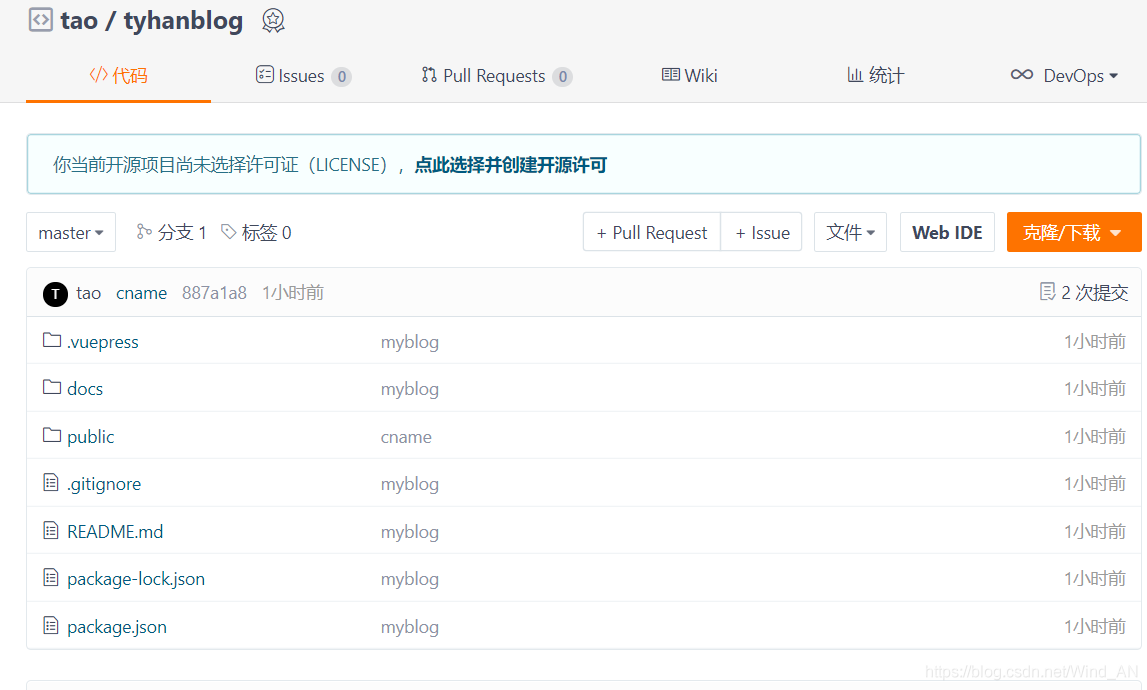 tao / tyhanblog
代码 Issues 0 Pull Requests 0 Wiki 统计 DevOps
你当前开源项目尚未选择许可证（LICENSE），点此选择并创建开源许可
master 分支 1 标签 0 + Pull Request + Issue 文件 Web IDE 克隆/下载
T tao cname 887a1a8 1小时前 2 次提交
.vuepress myblog 1小时前
docs myblog 1小时前
public cname 1小时前
.gitignore myblog 1小时前
README.md myblog 1小时前
package-lock.json myblog 1小时前
package.json myblog 1小时前
https://blog.csdn.net/Wind_AN